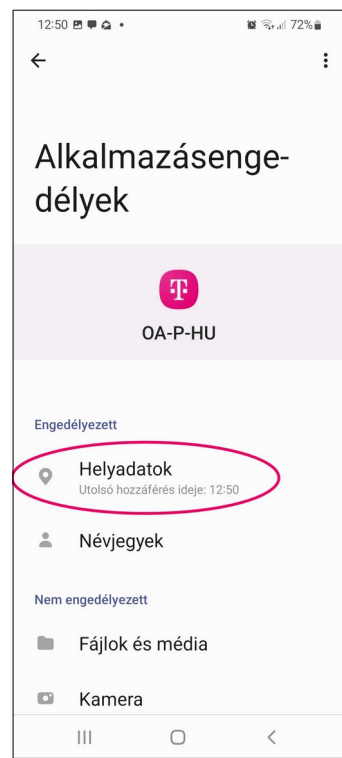 12:50
72%
Alkalmazásenge-
délyek
T
OA-P-HU
Engedélyezett
Helyadatok
Utolsó hozzáférés ideje: 12:50
Névjegyek
Nem engedélyezett
Fájlok és média
Kamera